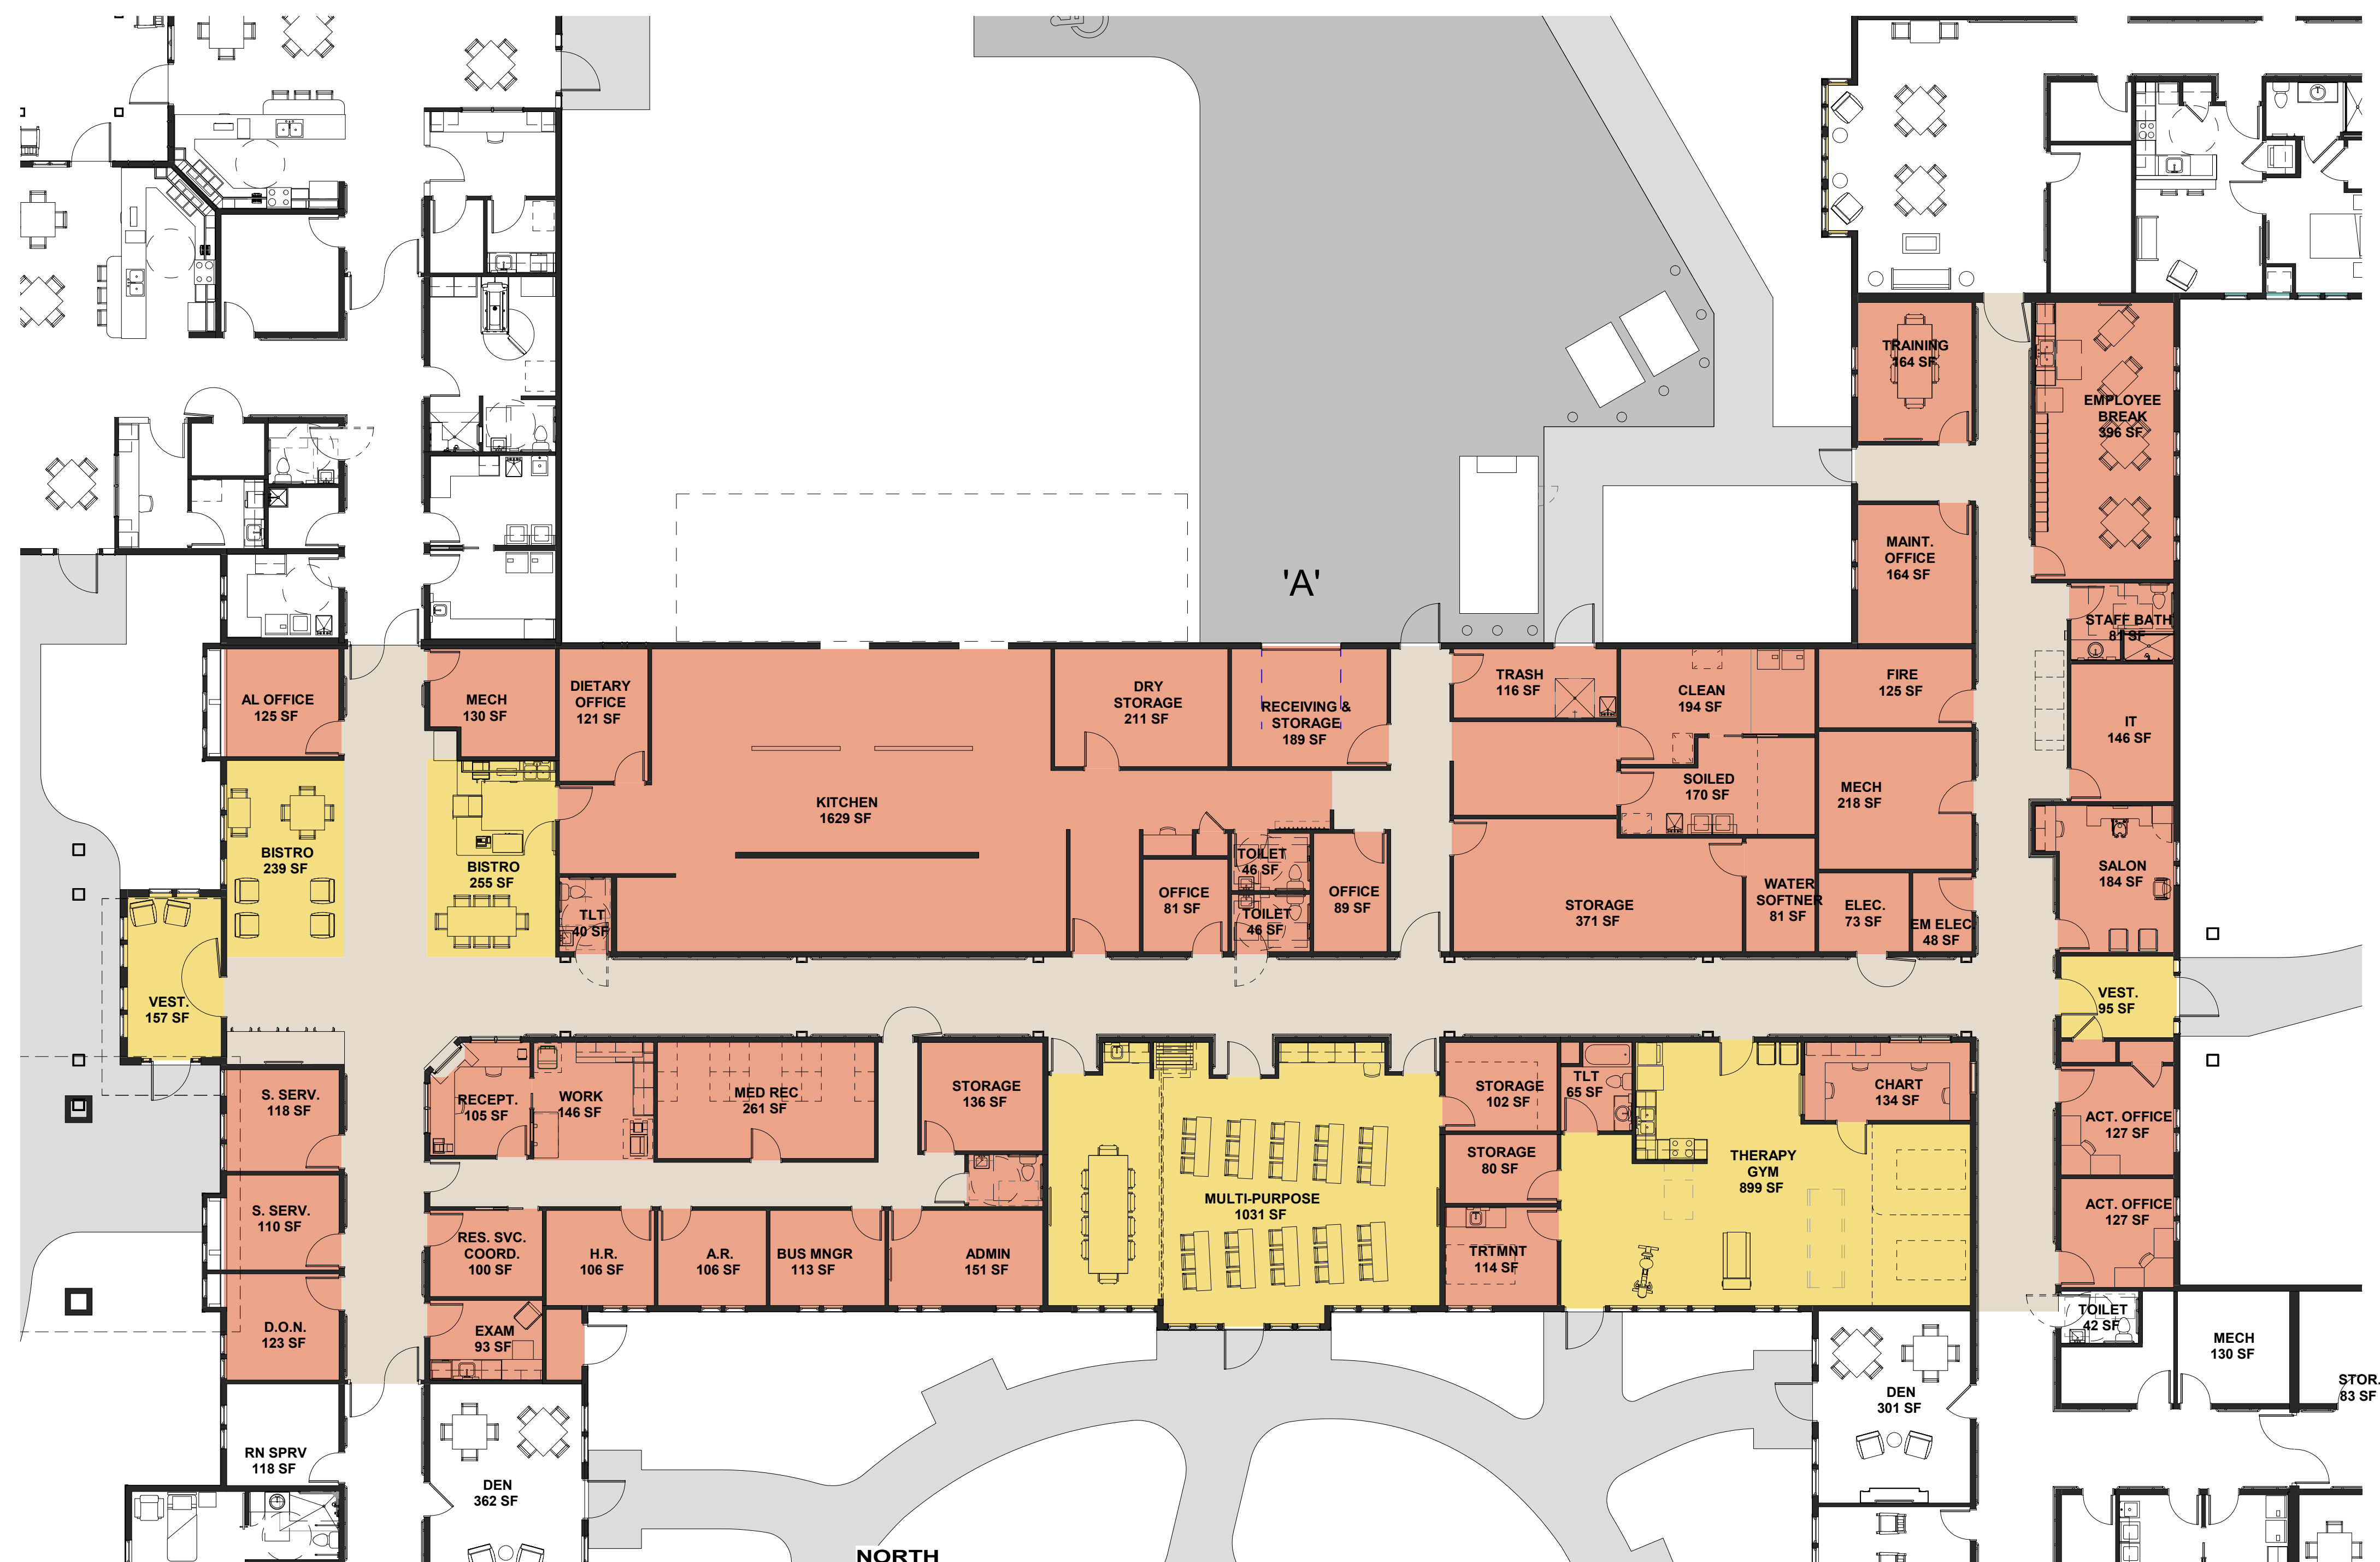 TRAINING
164 SF
EMPLOYEE
BREAK
396 SF
MAINT.
OFFICE
164 SF
'A'
STAFF BATH
81 SF
AL OFFICE
125 SF
MECH
130 SF
DIETARY
OFFICE
121 SF
DRY
STORAGE
211 SF
RECEIVING &
STORAGE
189 SF
TRASH
116 SF
CLEAN
194 SF
FIRE
125 SF
IT
146 SF
KITCHEN
1629 SF
SOILED
170 SF
MECH
218 SF
BISTRO
239 SF
BISTRO
255 SF
TOILET
46 SF
OFFICE
81 SF
OFFICE
89 SF
SALON
184 SF
TLT
40 SF
TOILET
46 SF
STORAGE
371 SF
WATER
SOFTNER
81 SF
ELEC.
73 SF
EM ELEC.
48 SF
VEST.
157 SF
VEST.
95 SF
S. SERV.
118 SF
RECEPT.
105 SF
WORK
146 SF
MED REC
261 SF
STORAGE
136 SF
STORAGE
102 SF
TLT
65 SF
CHART
134 SF
ACT. OFFICE
127 SF
STORAGE
80 SF
THERAPY
GYM
899 SF
MULTI-PURPOSE
1031 SF
S. SERV.
110 SF
RES. SVC.
COORD.
100 SF
H.R.
106 SF
A.R.
106 SF
BUS MNGR
113 SF
ADMIN
151 SF
TRTMNT
114 SF
ACT. OFFICE
127 SF
D.O.N.
123 SF
EXAM
93 SF
TOILET
42 SF
MECH
130 SF
STOR.
83 SF
DEN
301 SF
RN SPRV
118 SF
DEN
362 SF
NORTH